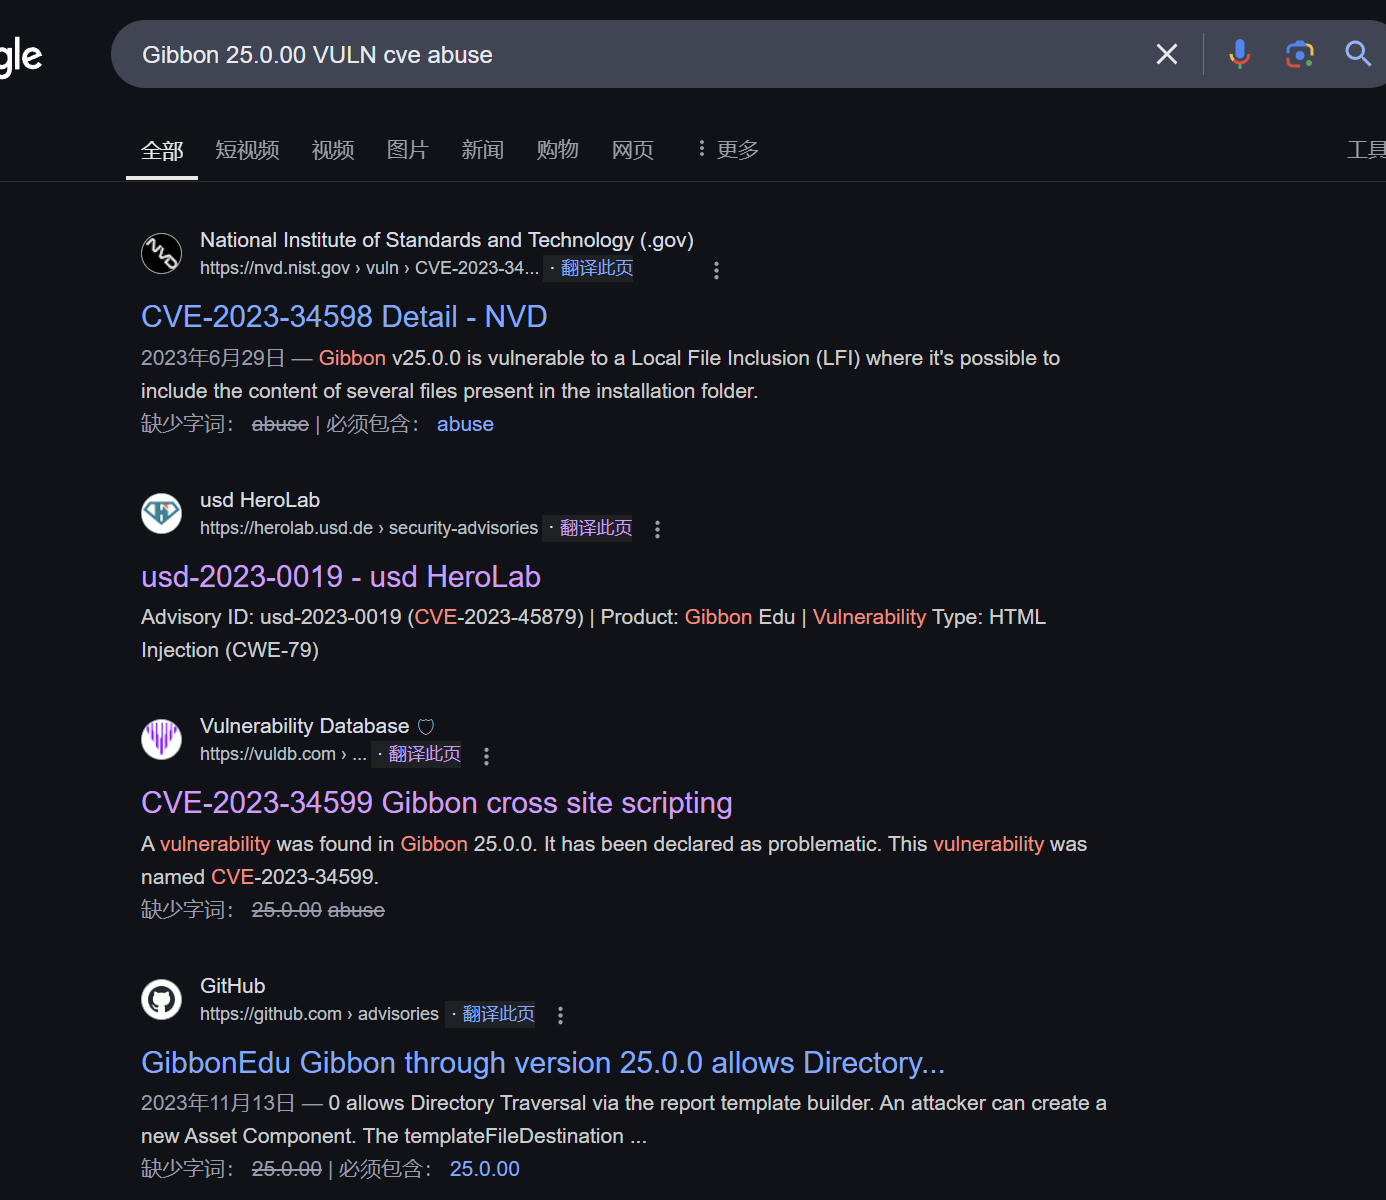 gle
Gibbon 25.0.00 VULN cve abuse
全部 短视频 视频 图片 新闻 购物 网页 更多 工具
National Institute of Standards and Technology (.gov)
https://nvd.nist.gov › vuln › CVE-2023-34... · 翻译此页
CVE-2023-34598 Detail - NVD
2023年6月29日 — Gibbon v25.0.0 is vulnerable to a Local File Inclusion (LFI) where it's possible to
include the content of several files present in the installation folder.
缺少字词： abuse | 必须包含： abuse
usd HeroLab
https://herolab.usd.de › security-advisories · 翻译此页
usd-2023-0019 - usd HeroLab
Advisory ID: usd-2023-0019 (CVE-2023-45879) | Product: Gibbon Edu | Vulnerability Type: HTML
Injection (CWE-79)
Vulnerability Database
https://vuldb.com › ... · 翻译此页
CVE-2023-34599 Gibbon cross site scripting
A vulnerability was found in Gibbon 25.0.0. It has been declared as problematic. This vulnerability was
named CVE-2023-34599.
缺少字词： 25.0.00 abuse
GitHub
https://github.com › advisories · 翻译此页
GibbonEdu Gibbon through version 25.0.0 allows Directory...
2023年11月13日 — 0 allows Directory Traversal via the report template builder. An attacker can create a
new Asset Component. The templateFileDestination ...
缺少字词： 25.0.00 | 必须包含： 25.0.00